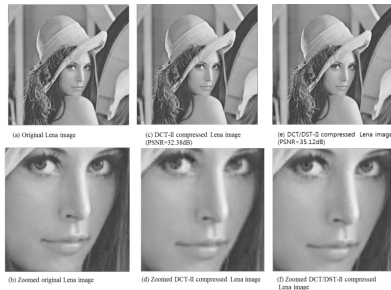 (a) Original Lena image
(c) DCT-II compressed Lena image
(PSNR=32.38dB)
(e) DCT/DST-II compressed Lena image
(PSNR=35.12dB)
(b) Zoomed original Lena image
(d) Zoomed DCT-II compressed Lena image
(f) Zoomed DCT/DST-II compressed
Lena image